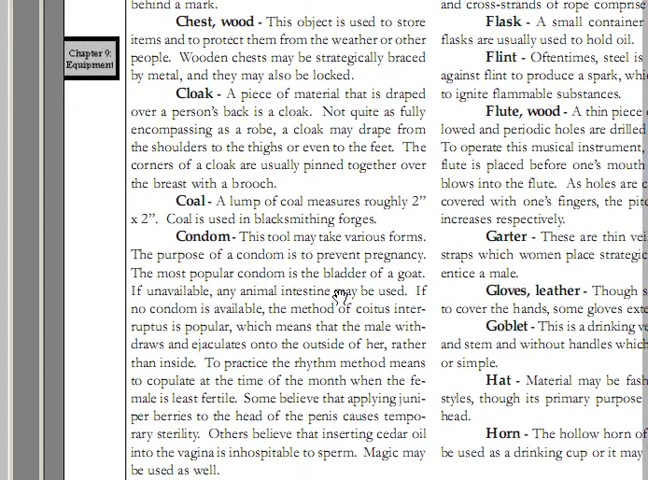 behind a mark.
Chest, wood - This object is used to store
items and to protect them from the weather or other
people. Wooden chests may be strategically braced
by metal, and they may also be locked.
Cloak - A piece of material that is draped
over a person's back is a cloak. Not quite as fully
encompassing as a robe, a cloak may drape from
the shoulders to the thighs or even to the feet. The
corners of a cloak are usually pinned together over
the breast with a brooch.
Coal - A lump of coal measures roughly 2"
x 2". Coal is used in blacksmithing forges.
Condom - This tool may take various forms.
The purpose of a condom is to prevent pregnancy.
The most popular condom is the bladder of a goat.
If unavailable, any animal intestine may be used. If
no condom is available, the method of coitus inter-
ruptus is popular, which means that the male with-
draws and ejaculates onto the outside of her, rather
than inside. To practice the rhythm method means
to copulate at the time of the month when the fe-
male is least fertile. Some believe that applying juni-
per berries to the head of the penis causes tempo-
rary sterility. Others believe that inserting cedar oil
into the vagina is inhospitable to sperm. Magic may
be used as well.
Chapter 9:
Equipment
and cross-strands of rope comprise
Flask - A small container
flasks are usually used to hold oil.
Flint - Oftentimes, steel is
against flint to produce a spark, whi
to ignite flammable substances.
Flute, wood - A thin piece
lowed and periodic holes are drilled
To operate this musical instrument,
flute is placed before one's mouth
blows into the flute. As holes are c
covered with one's fingers, the pit
increases respectively.
Garter - These are thin vei
straps which women place strategic
entice a male.
Gloves, leather - Though s
to cover the hands, some gloves exte
Goblet - This is a drinking ve
and stem and without handles which
or simple.
Hat - Material may be fash
styles, though its primary purpose
head.
Horn - The hollow horn of
be used as a drinking cup or it may